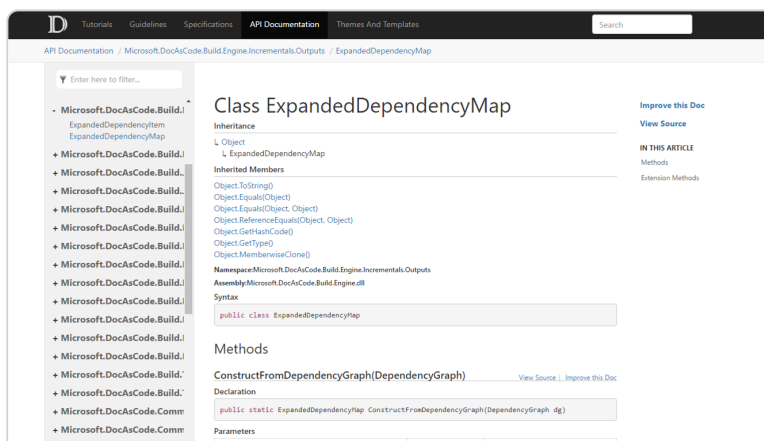 Tutorials Guidelines Specifications API Documentation Themes And Templates Search
API Documentation / Microsoft.DocAsCode.Build.Engine.Incrementals.Outputs / ExpandedDependencyMap
Enter here to filter...
- Microsoft.DocAsCode.Build.
ExpandedDependencyItem
ExpandedDependencyMap
+ Microsoft.DocAsCode.Build.
+ Microsoft.DocAsCode.Build.
+ Microsoft.DocAsCode.Build..
+ Microsoft.DocAsCode.Build.
+ Microsoft.DocAsCode.Build.
+ Microsoft.DocAsCode.Build.
+ Microsoft.DocAsCode.Build.
+ Microsoft.DocAsCode.Build.
+ Microsoft.DocAsCode.Build.
+ Microsoft.DocAsCode.Build.
+ Microsoft.DocAsCode.Build.
+ Microsoft.DocAsCode.Build.
+ Microsoft.DocAsCode.Build.
+ Microsoft.DocAsCode.Build.
+ Microsoft.DocAsCode.Comm
+ Microsoft.DocAsCode.Comm
Class ExpandedDependencyMap
Inheritance
↳ Object
↳ ExpandedDependencyMap
Inherited Members
Object.ToString()
Object.Equals(Object)
Object.Equals(Object, Object)
Object.ReferenceEquals(Object, Object)
Object.GetHashCode()
Object.GetType()
Object.MemberwiseClone()
Namespace:Microsoft.DocAsCode.Build.Engine.Incrementals.Outputs
Assembly:Microsoft.DocAsCode.Build.Engine.dll
Syntax
public class ExpandedDependencyMap
Methods
ConstructFromDependencyGraph(DependencyGraph) View Source | Improve this Doc
Declaration
public static ExpandedDependencyMap ConstructFromDependencyGraph(DependencyGraph dg)
Parameters
Improve this Doc
View Source
IN THIS ARTICLE
Methods
Extension Methods